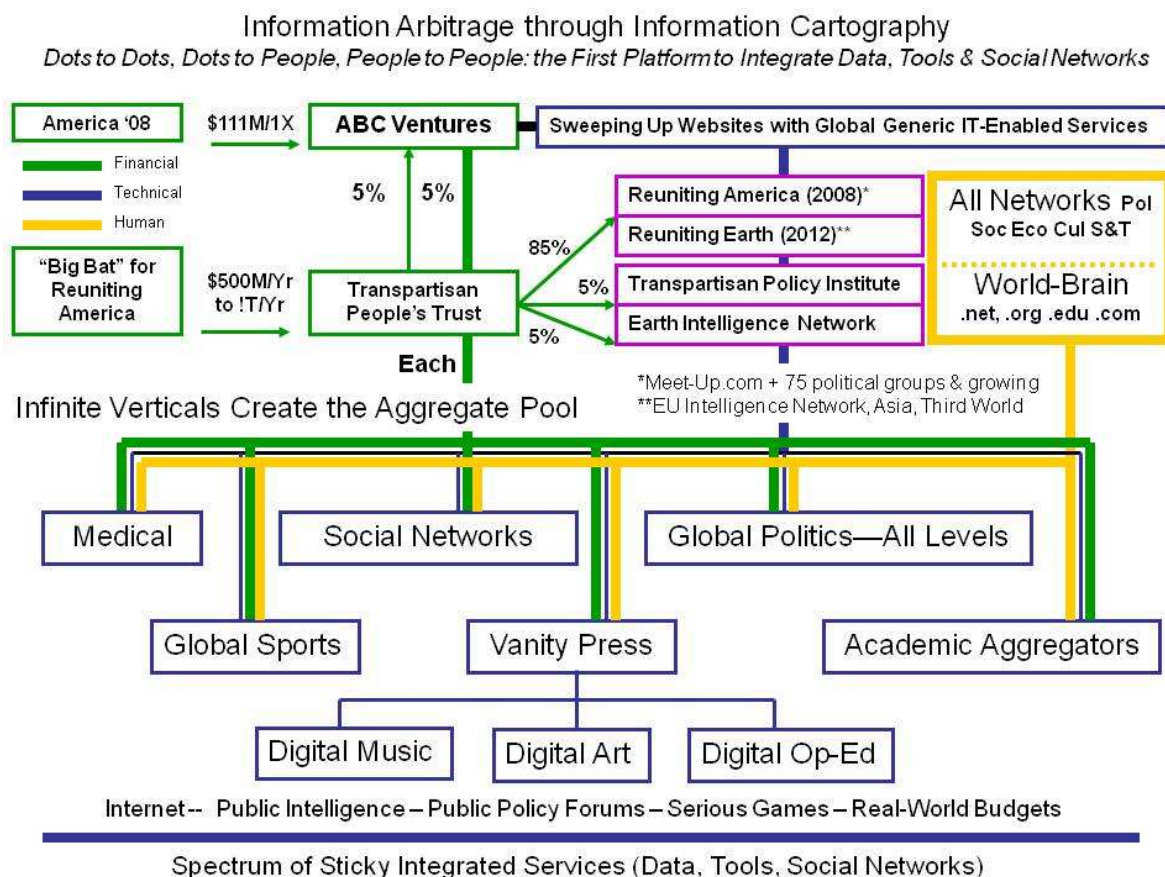 Information Arbitrage through Information Cartography
Dots to Dots, Dots to People, People to People: the First Platform to Integrate Data, Tools & Social Networks
America ‘08
$111M/1X
ABC Ventures
Sweeping Up Websites with Global Generic IT-Enabled Services
Financial
Technical
Human
5%
5%
“Big Bat” for
Reuniting
America
$500M/Yr
to !T/Yr
Transpartisan
People’s Trust
85%
5%
5%
Reuniting America (2008)*
Reuniting Earth (2012)**
Transpartisan Policy Institute
Earth Intelligence Network
All Networks Pol
Soc Eco Cul S&T
World-Brain
.net, .org .edu .com
Each
*Meet-Up.com + 75 political groups & growing
**EU Intelligence Network, Asia, Third World
Infinite Verticals Create the Aggregate Pool
Medical
Social Networks
Global Politics—All Levels
Global Sports
Vanity Press
Academic Aggregators
Digital Music
Digital Art
Digital Op-Ed
Internet-- Public Intelligence – Public Policy Forums – Serious Games – Real-World Budgets
Spectrum of Sticky Integrated Services (Data, Tools, Social Networks)